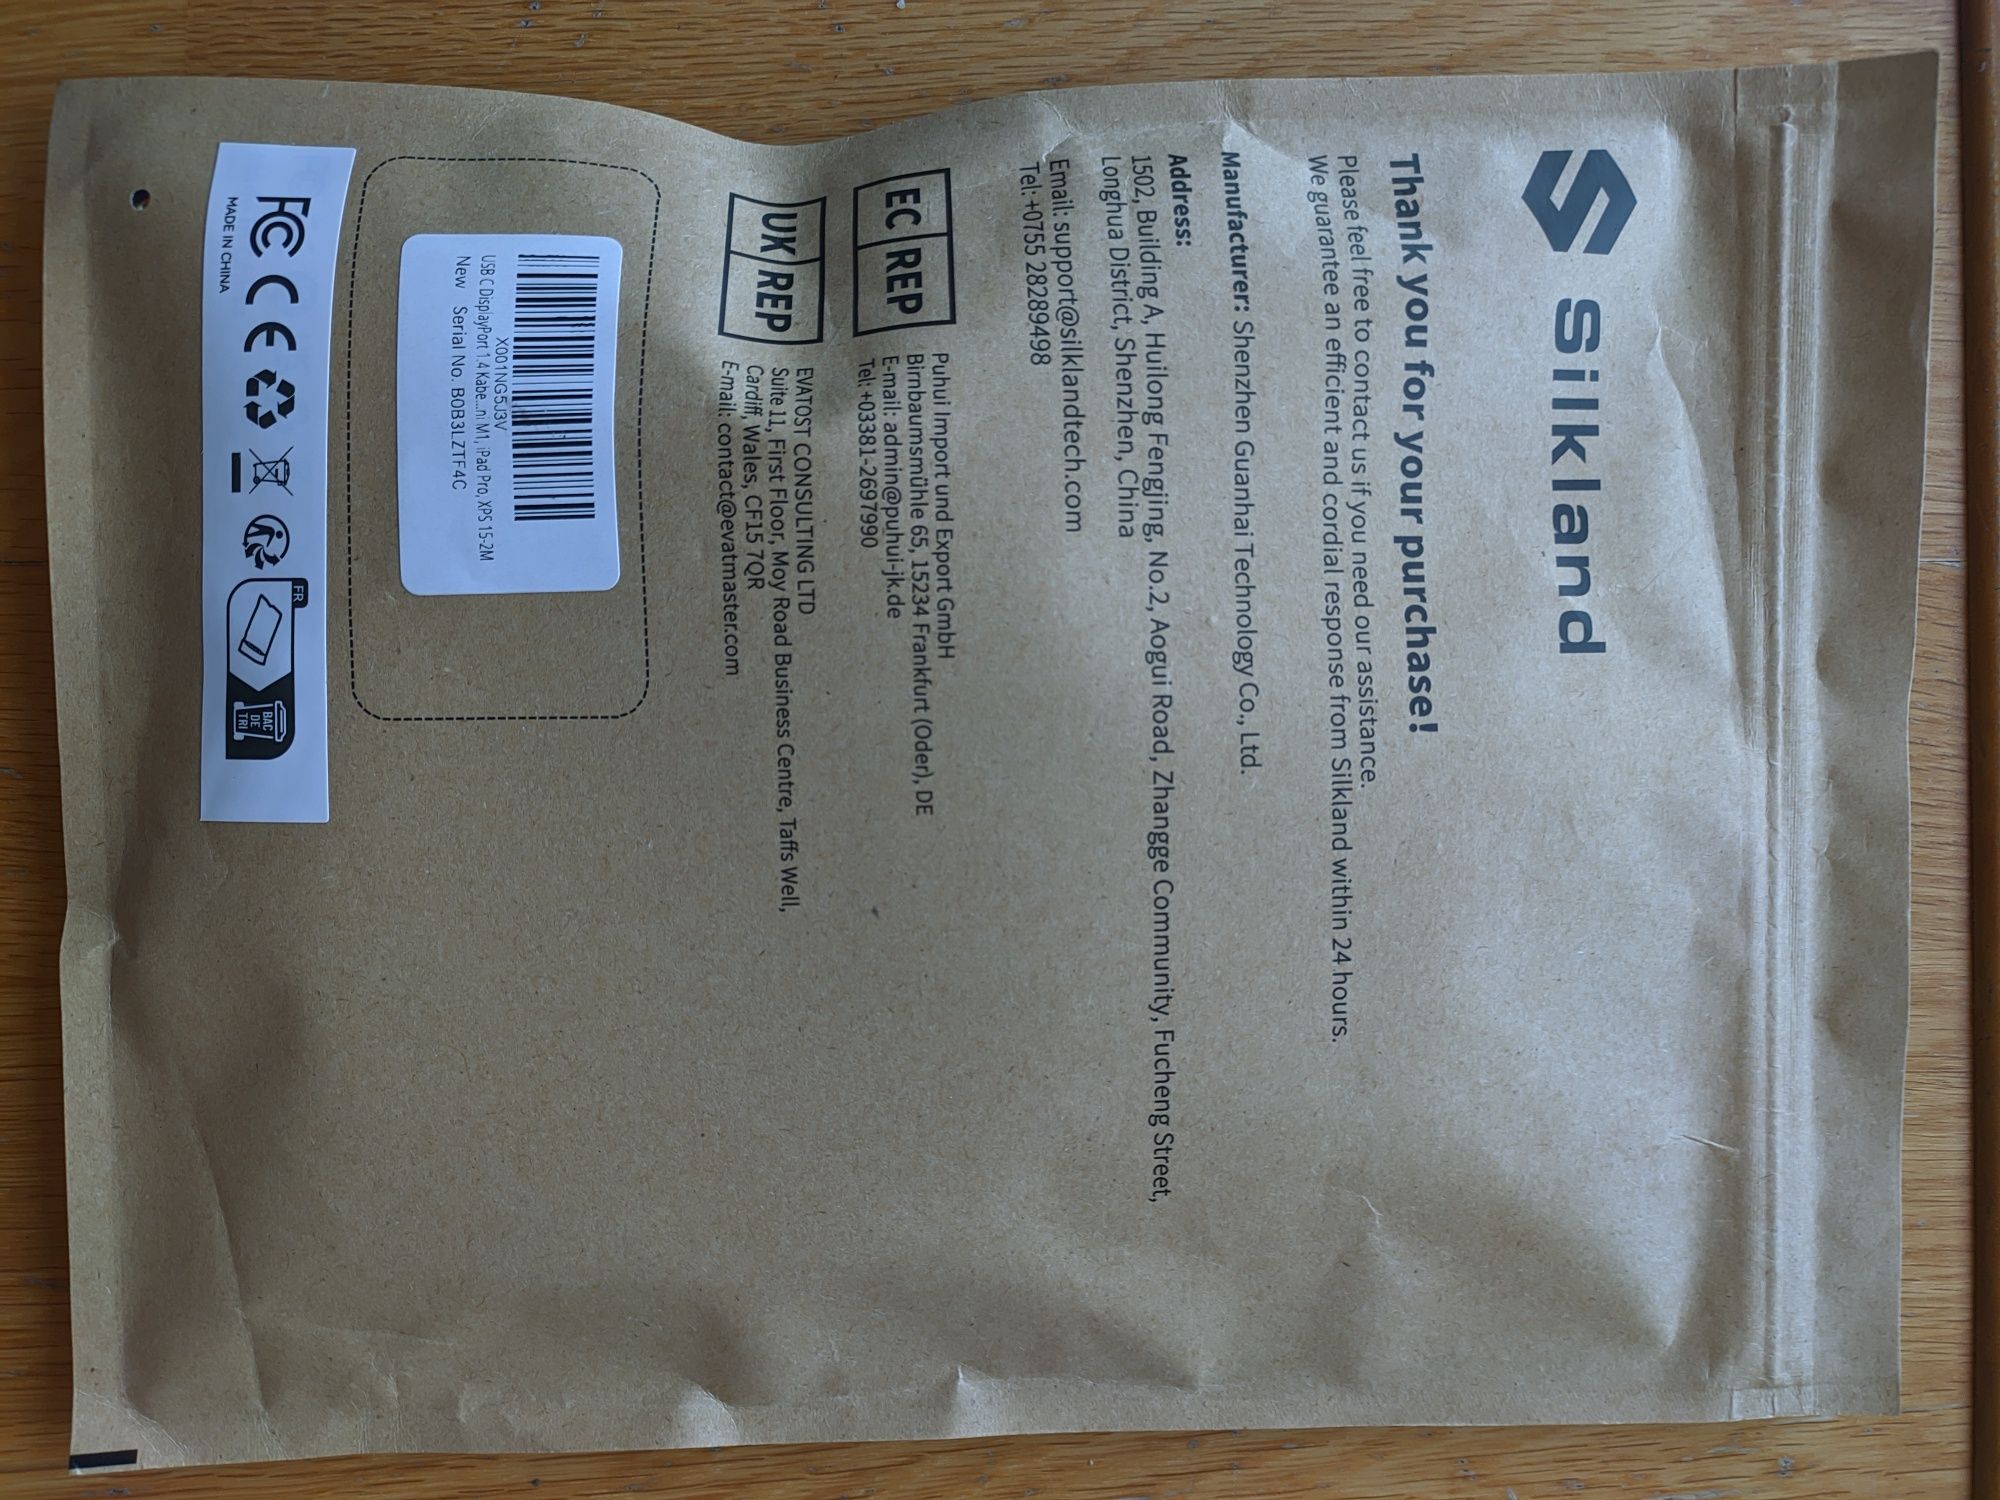 silkland
Thank you for your purchase!
Please feel free to contact us if you need our assistance.
We guarantee an efficient and cordial response from Silkland within 24 hours.
Manufacturer: Shenzhen Guanhai Technology Co., Ltd.
Address:
1502, Building A, Huilong Fengjing, No.2, Aogui Road, Zhangge Community, Fucheng Street,
Longhua District, Shenzhen, China
Email: support@silklandtech.com
Tel: +0755 28289498
EC REP
Puhui Import und Export GmbH
Birnbaumsmühle 65, 15234 Frankfurt (Oder), DE
E-mail: admin@puhui-jk.de
Tel: +03381-2697990
UK REP
EVATOST CONSULTING LTD
Suite 11, First Floor, Moy Road Business Centre, Taffs Well,
Cardiff, Wales, CF15 7QR
E-mail: contact@evatmaster.com
X001NG5J3V
USB C DisplayPort 1.4 Kabe...ni M1, iPad Pro, XPS 15-2M
New Serial No. B0B3LZTF4C
FC CE
FR
BAC
DE
TRI
MADE IN CHINA